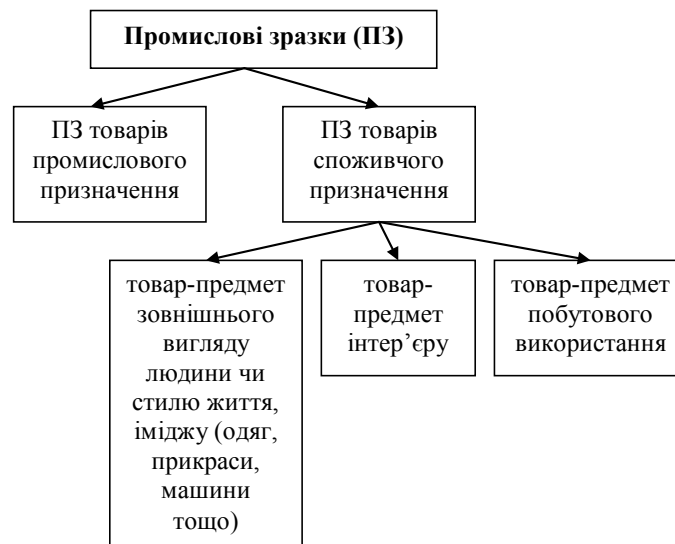 Промислові зразки (ПЗ)
ПЗ товарів
промислового
призначення
ПЗ товарів
споживчого
призначення
товар-предмет
зовнішнього
вигляду
людини чи
стилю життя,
іміджу (одяг,
прикраси,
машини
тощо)
товар-
предмет
інтер’єру
товар-предмет
побутового
використання